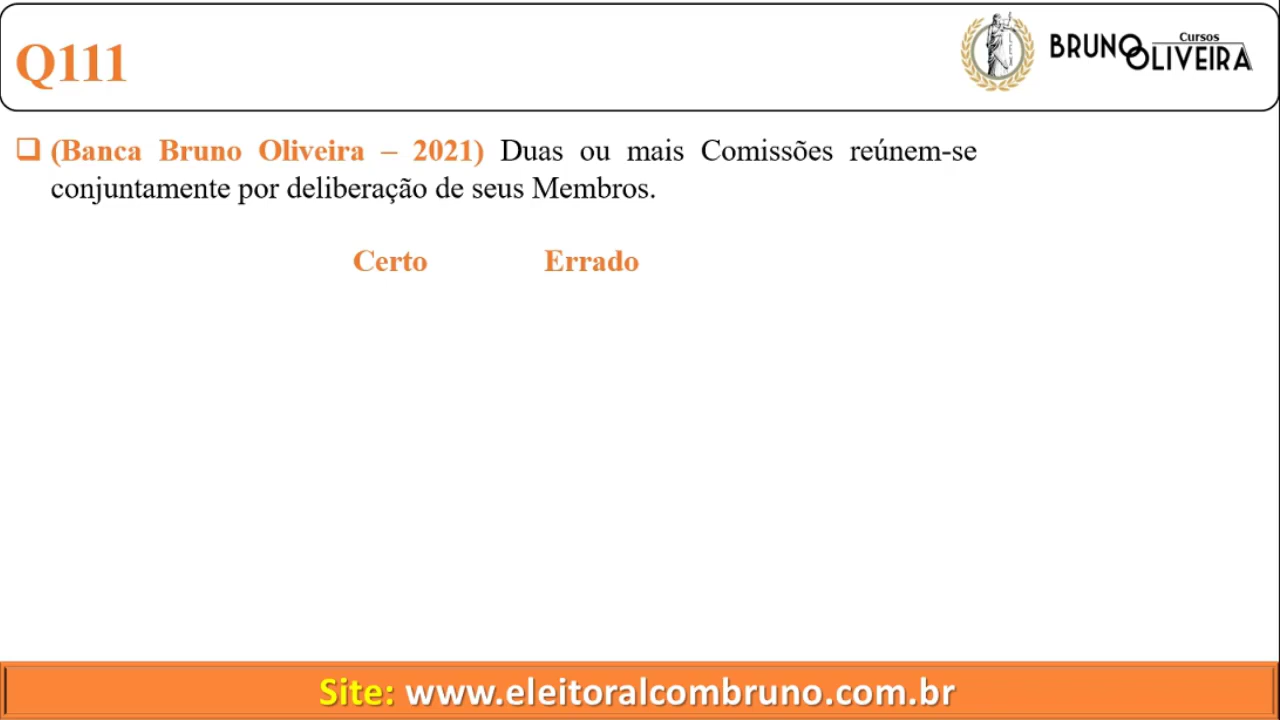 Q111
Cursos
BRUNO
OLIVEIRA
❑ (Banca Bruno Oliveira – 2021) Duas ou mais Comissões reúnem-se
conjuntamente por deliberação de seus Membros.
Certo Errado
Site: www.eleitoralcombruno.com.br